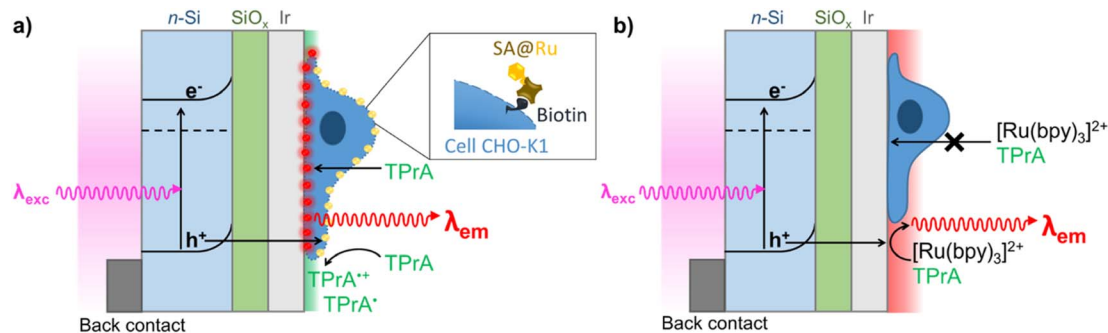 a)
n-Si
SiOₓ
Ir
e⁻
λexc
h⁺
Back contact
SA@Ru
Biotin
Cell CHO-K1
TPrA
λem
TPrA
TPrA•⁺
TPrA•
b)
n-Si
SiOₓ
Ir
e⁻
λexc
h⁺
Back contact
[Ru(bpy)₃]²⁺
TPrA
λem
[Ru(bpy)₃]²⁺
TPrA